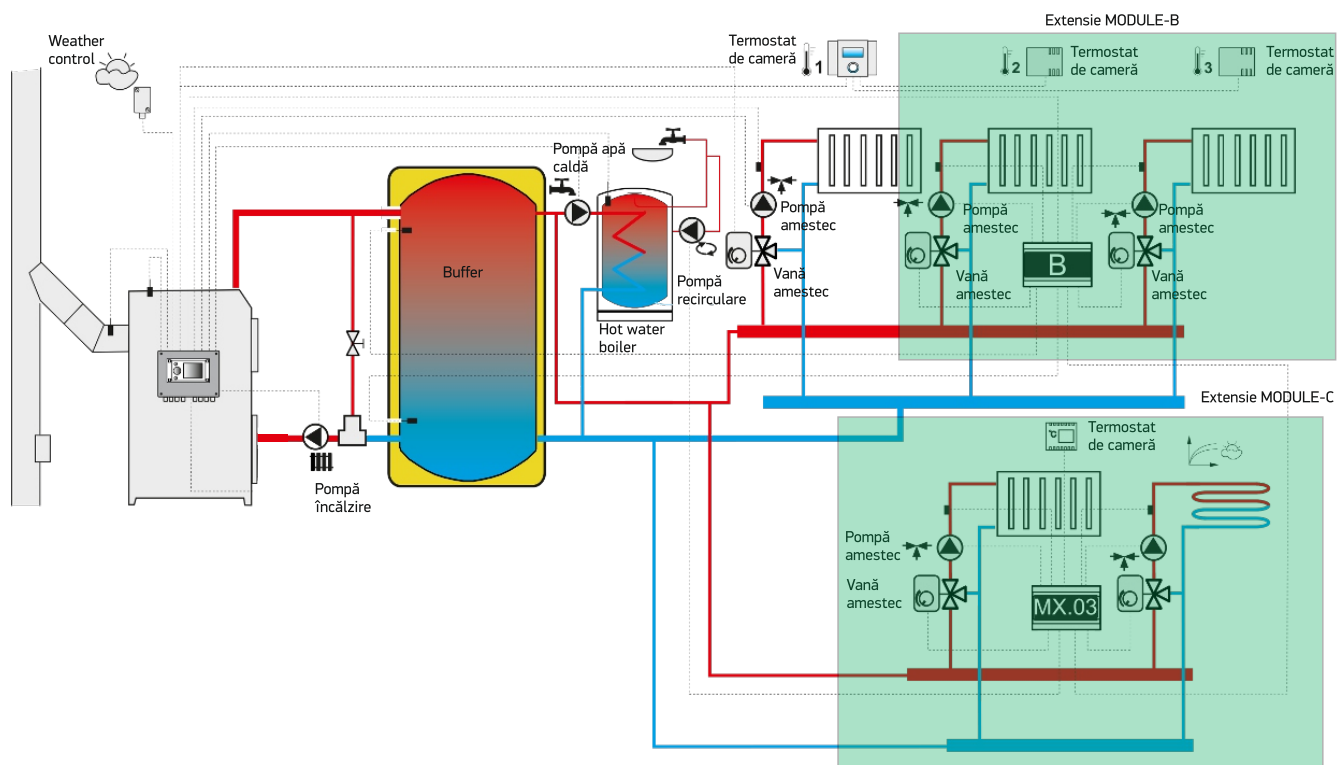 Extensie MODULE-B
Weather
control
Termostat
de cameră
1
2
Termostat
de cameră
3
Termostat
de cameră
Pompă apă
caldă
Pompă
amestec
Pompă
amestec
Pompă
amestec
Buffer
B
Vană
amestec
Vană
amestec
Vană
amestec
Pompă
recirculare
Hot water
boiler
Extensie MODULE-C
Termostat
de cameră
°C
Pompă
încălzire
Pompă
amestec
Vană
amestec
MX.03